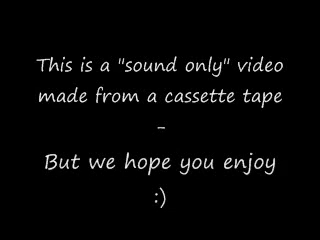 This is a "sound only" video
made from a cassette tape
-
But we hope you enjoy
:)